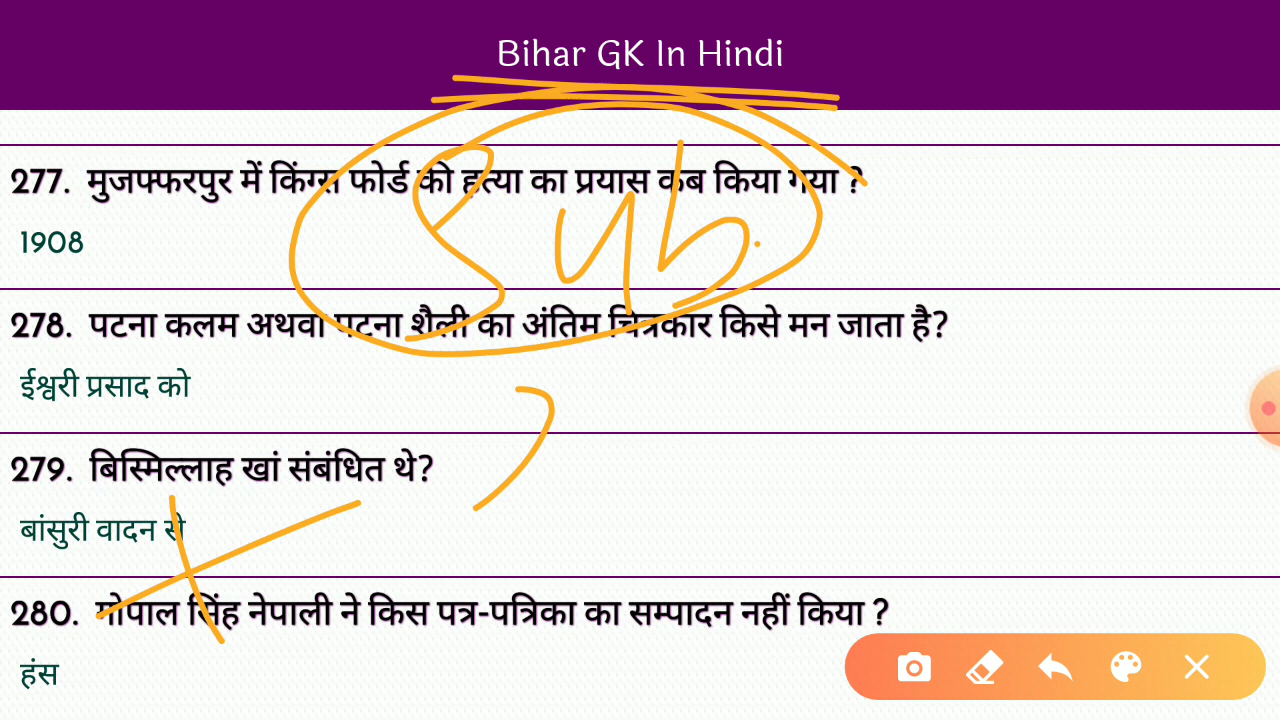 Bihar GK In Hindi
277. मुजफ्फरपुर में किंग्स फोर्ड की हत्या का प्रयास कब किया गया ?
Sub.
1908
278. पटना कलम अथवा पटना शैली का अंतिम चित्रकार किसे मन जाता है?
ईश्वरी प्रसाद को
279. बिस्मिल्लाह खां संबंधित थे?
बांसुरी वादन से
280. गोपाल सिंह नेपाली ने किस पत्र-पत्रिका का सम्पादन नहीं किया ?
हंस